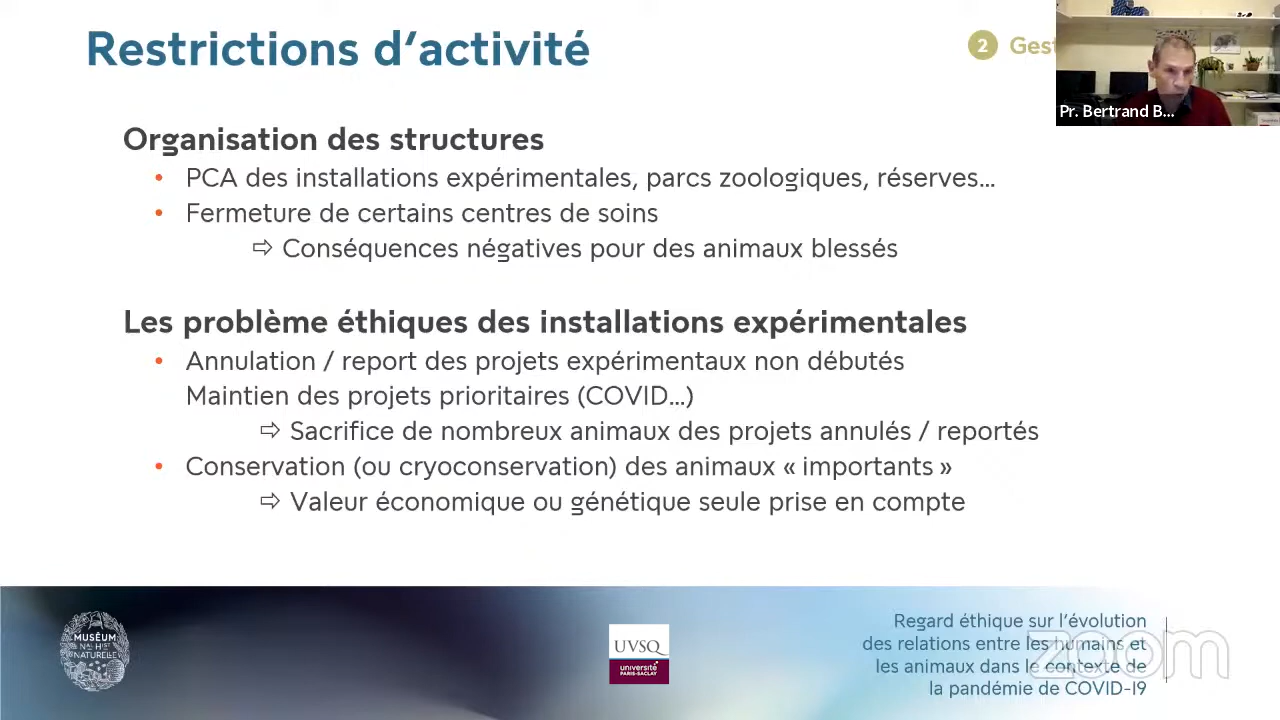 Restrictions d'activité
2 Gest
Pr. Bertrand B...
Organisation des structures
• PCA des installations expérimentales, parcs zoologiques, réserves...
• Fermeture de certains centres de soins
⇨ Conséquences négatives pour des animaux blessés
Les problème éthiques des installations expérimentales
• Annulation / report des projets expérimentaux non débutés
Maintien des projets prioritaires (COVID...)
⇨ Sacrifice de nombreux animaux des projets annulés / reportés
• Conservation (ou cryoconservation) des animaux « importants »
⇨ Valeur économique ou génétique seule prise en compte
MUSÉUM
NAT HIST
NATURELLE
UVSQ
université
PARIS-SACLAY
Regard éthique sur l'évolution
des relations entre les humains et
les animaux dans le contexte de
la pandémie de COVID-19
zoom